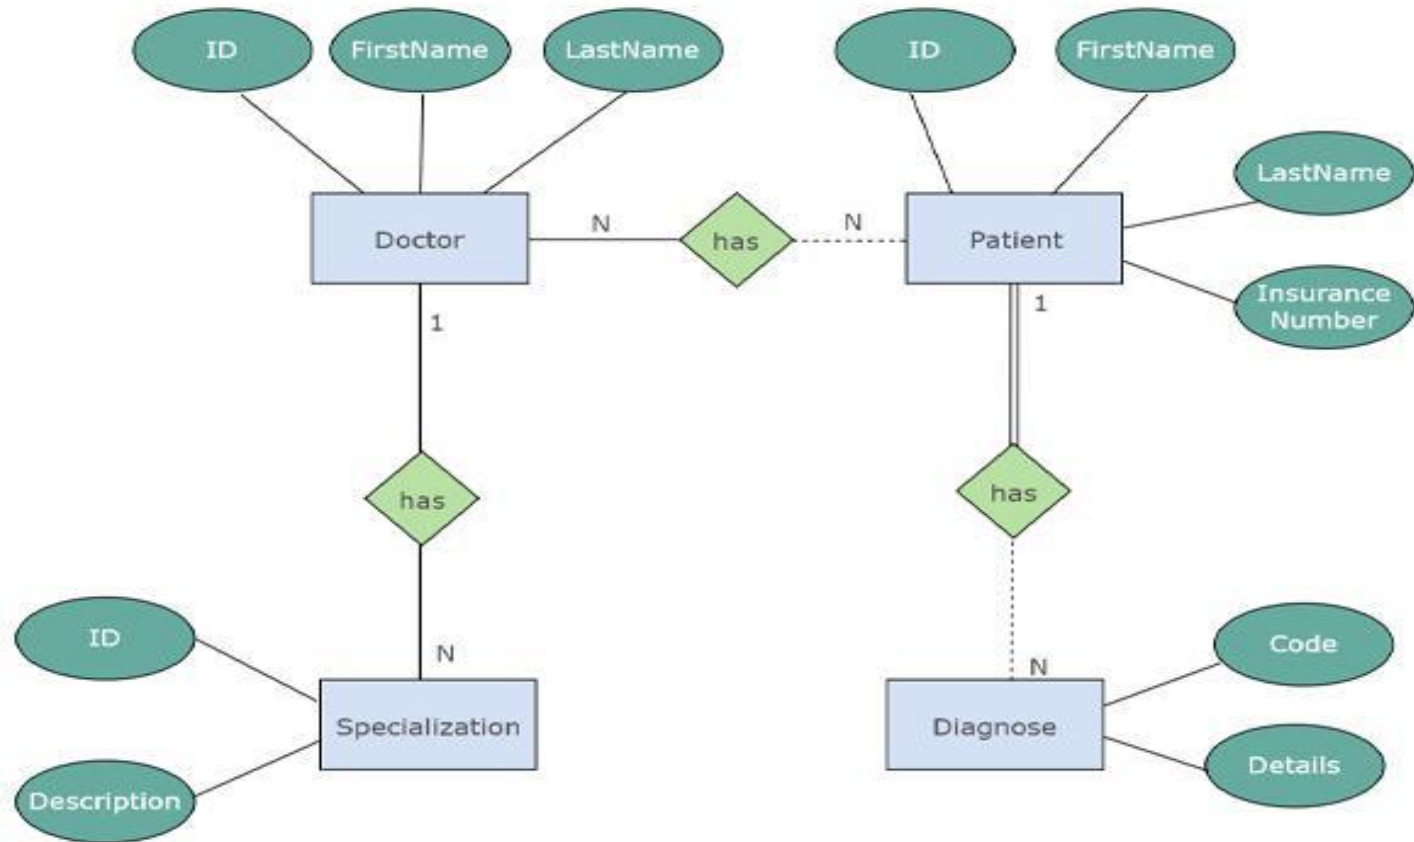 ID
FirstName
LastName
ID
FirstName
LastName
Insurance
Number
Doctor
N
has
N
Patient
1
1
has
has
N
N
ID
Description
Specialization
Diagnose
Code
Details